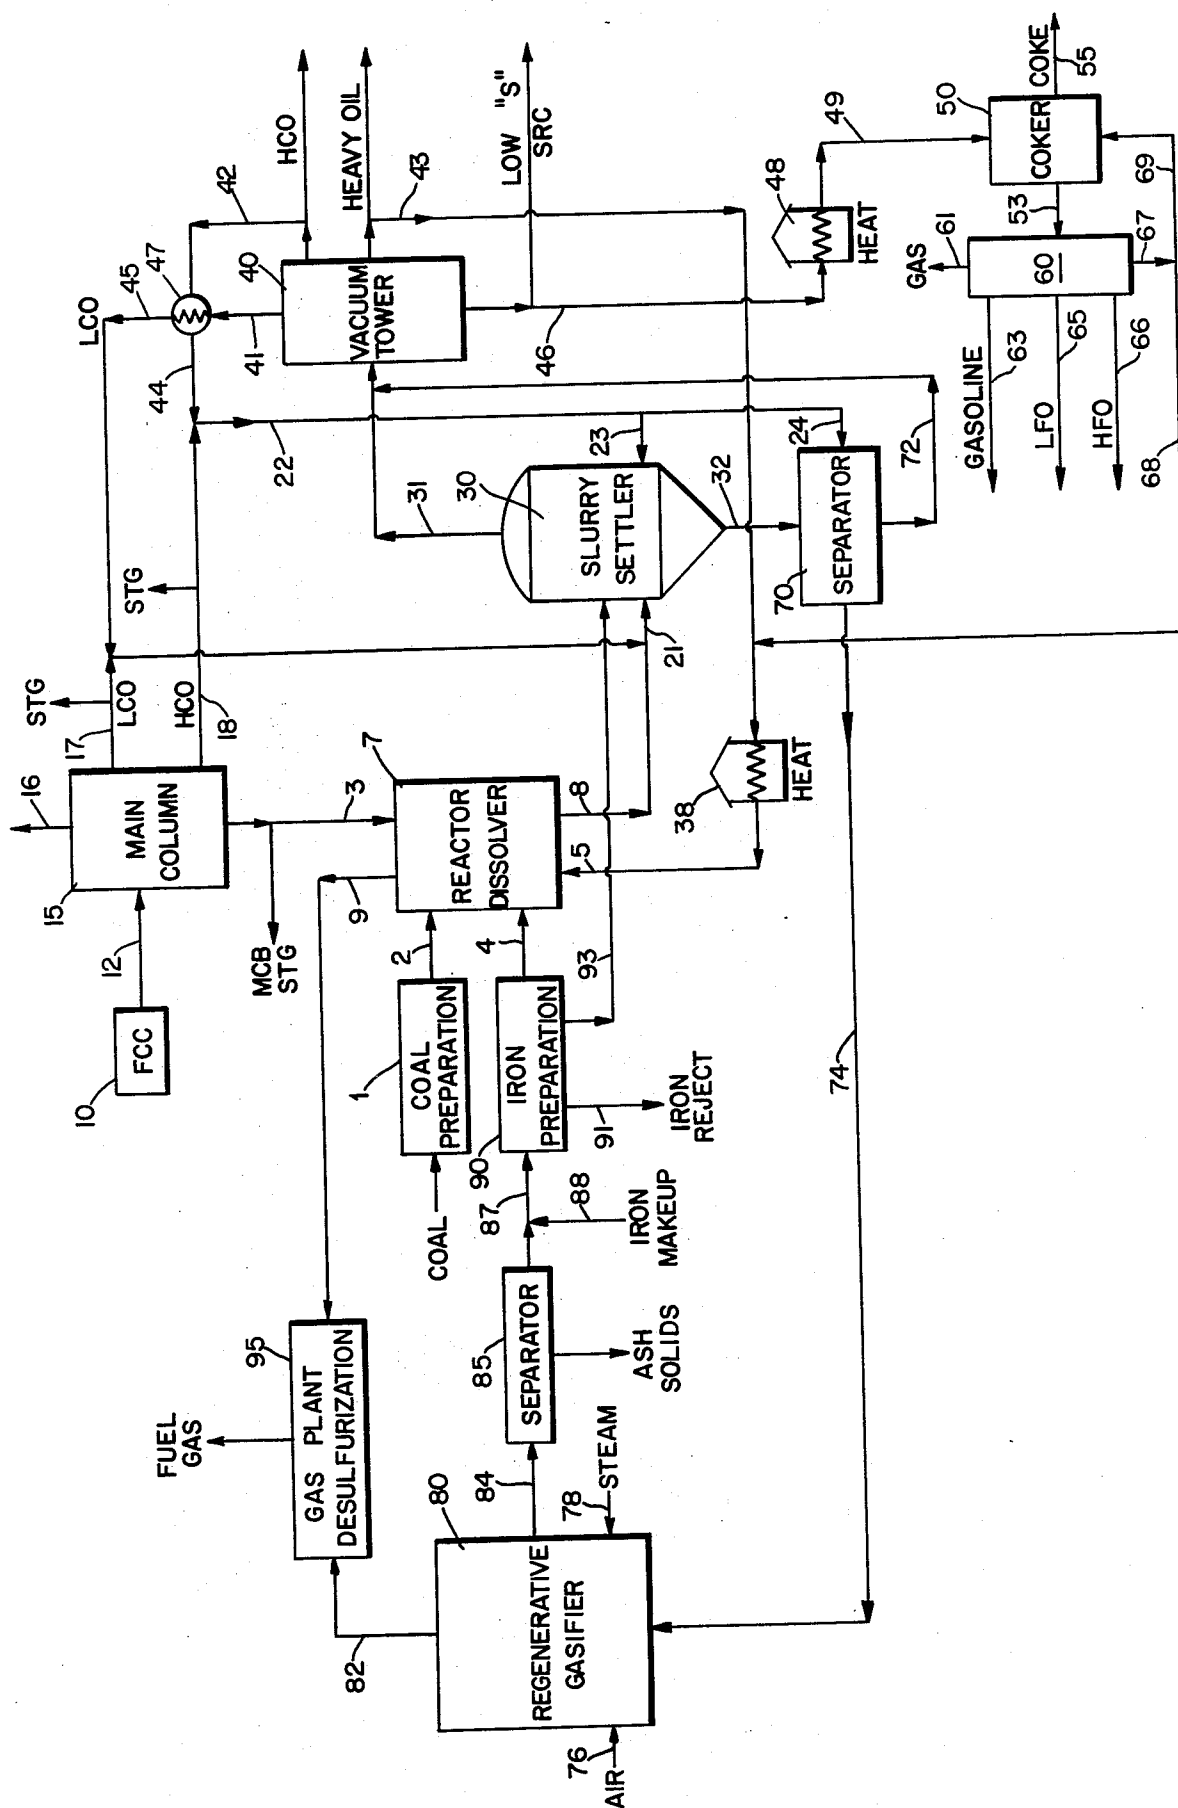 16
STG
10
FCC
12
15
MAIN
COLUMN
17
LCO
HCO
18
STG
LCO
45
47
42
HCO
44
41
22
40
VACUUM
TOWER
HEAVY OIL
43
FUEL
GAS
95
GAS PLANT
DESULFURIZATION
MCB
STG
3
9
7
REACTOR
DISSOLVER
8
5
31
30
SLURRY
SETTLER
21
23
32
46
LOW "S"
SRC
82
80
REGENERATIVE
GASIFIER
84
78
STEAM
76
AIR
85
SEPARATOR
ASH
SOLIDS
87
88
IRON
MAKEUP
COAL
1
COAL
PREPARATION
2
90
IRON
PREPARATION
4
91
IRON
REJECT
93
38
HEAT
24
70
SEPARATOR
72
74
48
HEAT
49
50
COKER
COKE
55
53
GAS
61
60
67
GASOLINE
63
LFO
65
HFO
66
68
69